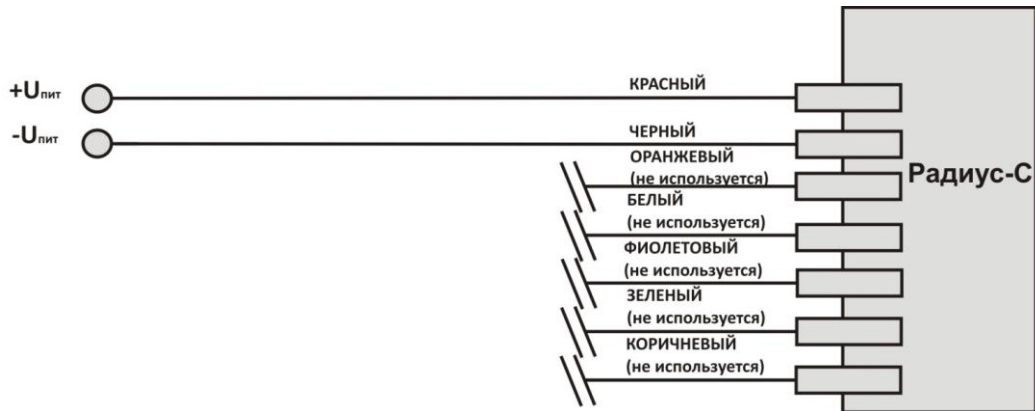 +Uпит
КРАСНЫЙ
-Uпит
ЧЕРНЫЙ
ОРАНЖЕВЫЙ
(не используется)
Радиус-С
БЕЛЫЙ
(не используется)
ФИОЛЕТОВЫЙ
(не используется)
ЗЕЛЕНЫЙ
(не используется)
КОРИЧНЕВЫЙ
(не используется)